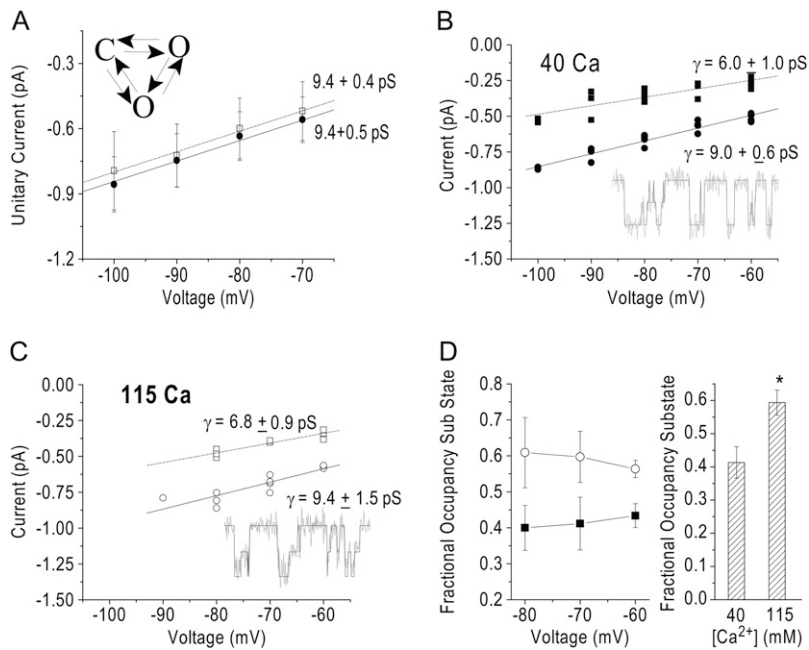 A
C O
O
9.4 + 0.4 pS
9.4+0.5 pS
Unitary Current (pA)
-0.3
-0.6
-0.9
-1.2
-100 -90 -80 -70
Voltage (mV)
B
40 Ca
γ = 6.0 + 1.0 pS
γ = 9.0 + 0.6 pS
Current (pA)
0.00
-0.25
-0.50
-0.75
-1.00
-1.25
-1.50
-100 -90 -80 -70 -60
Voltage (mV)
C
115 Ca
γ = 6.8 ± 0.9 pS
γ = 9.4 ± 1.5 pS
Current (pA)
0.00
-0.25
-0.50
-0.75
-1.00
-1.25
-1.50
-100 -90 -80 -70 -60
Voltage (mV)
D
Fractional Occupancy Sub State
0.8
0.7
0.6
0.5
0.4
0.3
0.2
-80 -70 -60
Voltage (mV)
Fractional Occupancy Substate
0.6
0.4
0.2
0.0
*
40 115
[Ca²⁺] (mM)